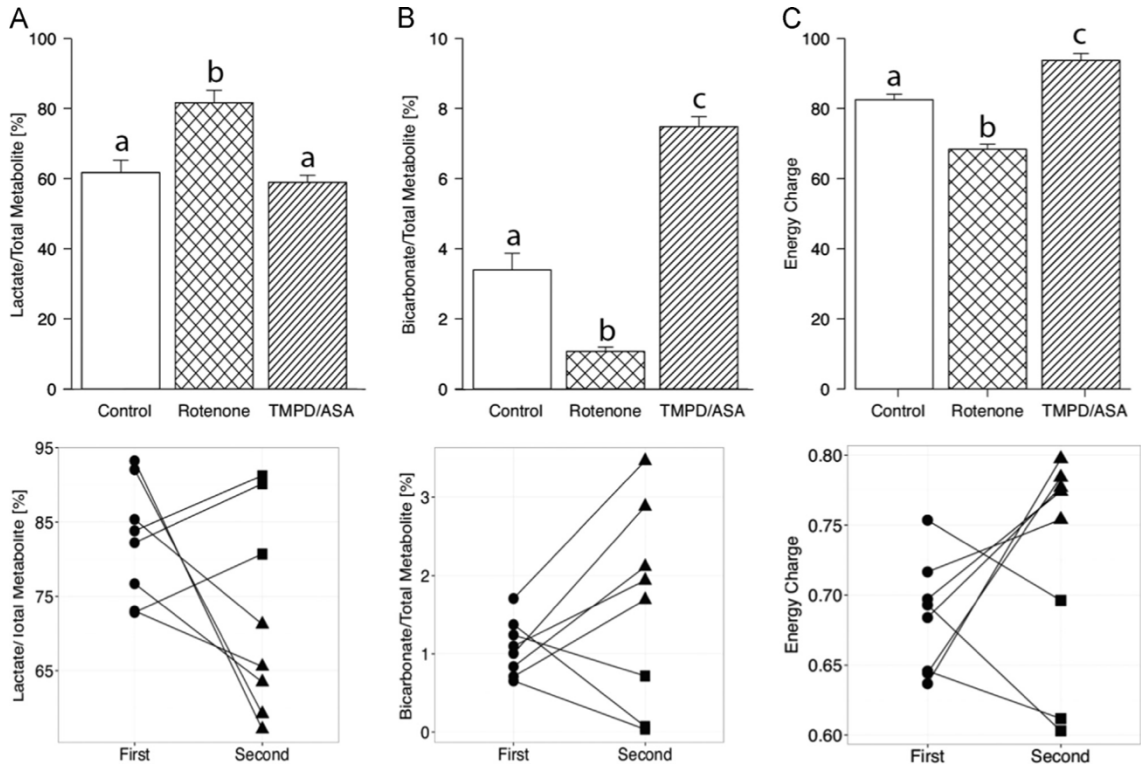 A
Lactate/Total Metabolite [%]
100
80
60
40
20
0
a
b
a
Control Rotenone TMPD/ASA
B
Bicarbonate/Total Metabolite [%]
10
8
6
4
2
0
a
b
c
Control Rotenone TMPD/ASA
C
Energy Charge
100
80
60
40
20
0
a
b
c
Control Rotenone TMPD/ASA
Lactate/Total Metabolite [%]
95
85
75
65
First Second
Bicarbonate/Total Metabolite [%]
3
2
1
0
First Second
Energy Charge
0.80
0.75
0.70
0.65
0.60
First Second